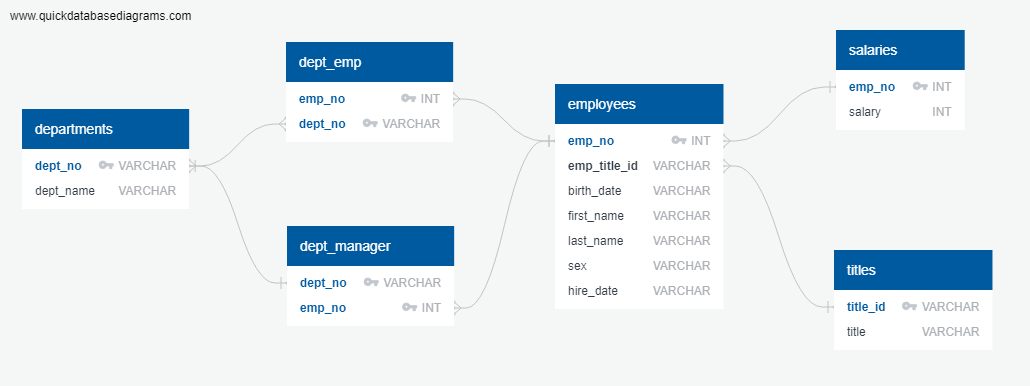 www.quickdatabasediagrams.com
departments
dept_no VARCHAR
dept_name VARCHAR
dept_emp
emp_no INT
dept_no VARCHAR
dept_manager
dept_no VARCHAR
emp_no INT
employees
emp_no INT
emp_title_id VARCHAR
birth_date VARCHAR
first_name VARCHAR
last_name VARCHAR
sex VARCHAR
hire_date VARCHAR
salaries
emp_no INT
salary INT
titles
title_id VARCHAR
title VARCHAR